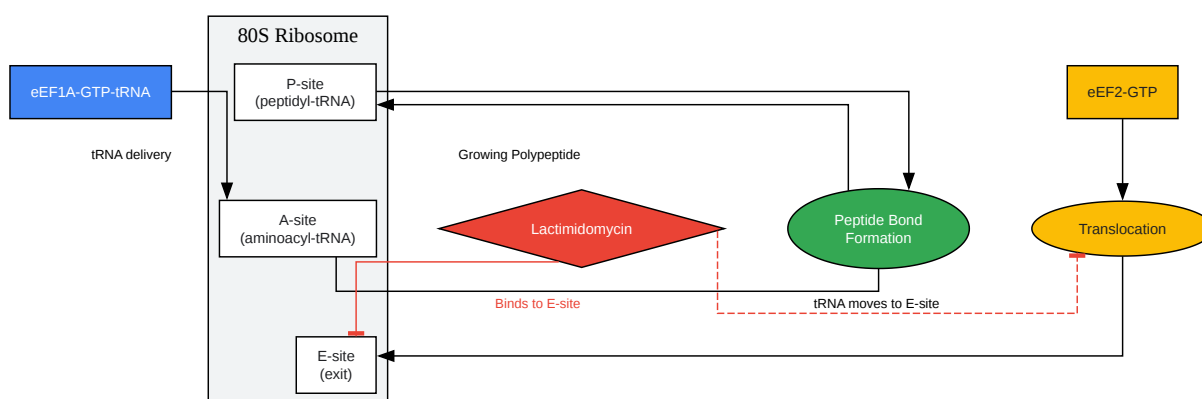 80S Ribosome
eEF1A-GTP-tRNA
P-site
(peptidyl-tRNA)
eEF2-GTP
tRNA delivery
Growing Polypeptide
A-site
(aminoacyl-tRNA)
Lactimidomycin
Peptide Bond
Formation
Translocation
Binds to E-site
tRNA moves to E-site
E-site
(exit)